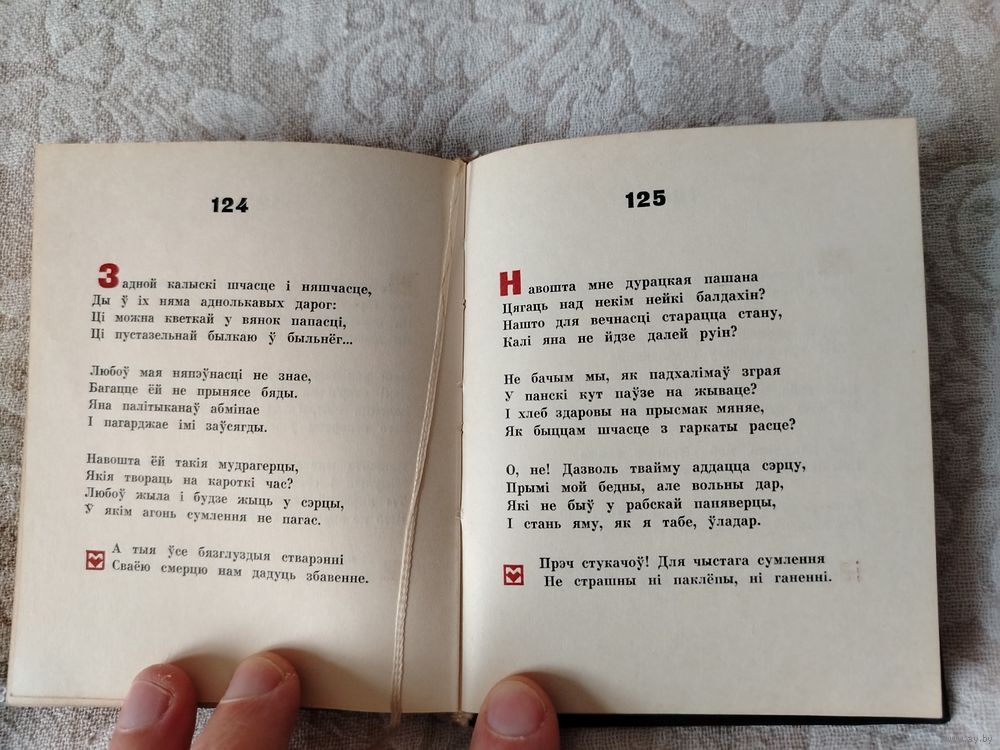 124
З адной калыскі шчасце і няшчасце,
Ды ў іх няма аднолькавых дарог:
Ці можна кветкай у вянок папасці,
Ці пустазельнай былкаю ў быльнёг...
Любоў мая няпэўнасці не знае,
Багацце ёй не прынясе бяды.
Яна палітыканаў абмінае
І пагарджае імі заўсягды.
Навошта ёй такія мудрагерцы,
Якія твораць на кароткі час?
Любоў жыла і будзе жыць у сэрцы,
У якім агонь сумлення не пагас.
А тыя ўсе бязглуздыя стварэнні
Сваёю смерцю нам дадуць збавенне.
125
Навошта мне дурацкая пашана
Цягаць над некім нейкі балдахін?
Нашто для вечнасці старацца стану,
Калі яна не йдзе далей руін?
Не бачым мы, як падхалімаў зграя
У панскі кут паўзе на жываце?
І хлеб здаровы на прысмак мяняе,
Як быццам шчасце з гаркаты расце?
О, не! Дазволь твайму аддацца сэрцу,
Прымі мой бедны, але вольны дар,
Які не быў у рабскай папяверцы,
І стань яму, як я табе, ўладар.
Прэч стукачоў! Для чыстага сумлення
Не страшны ні паклёпы, ні ганенні.
ay.by